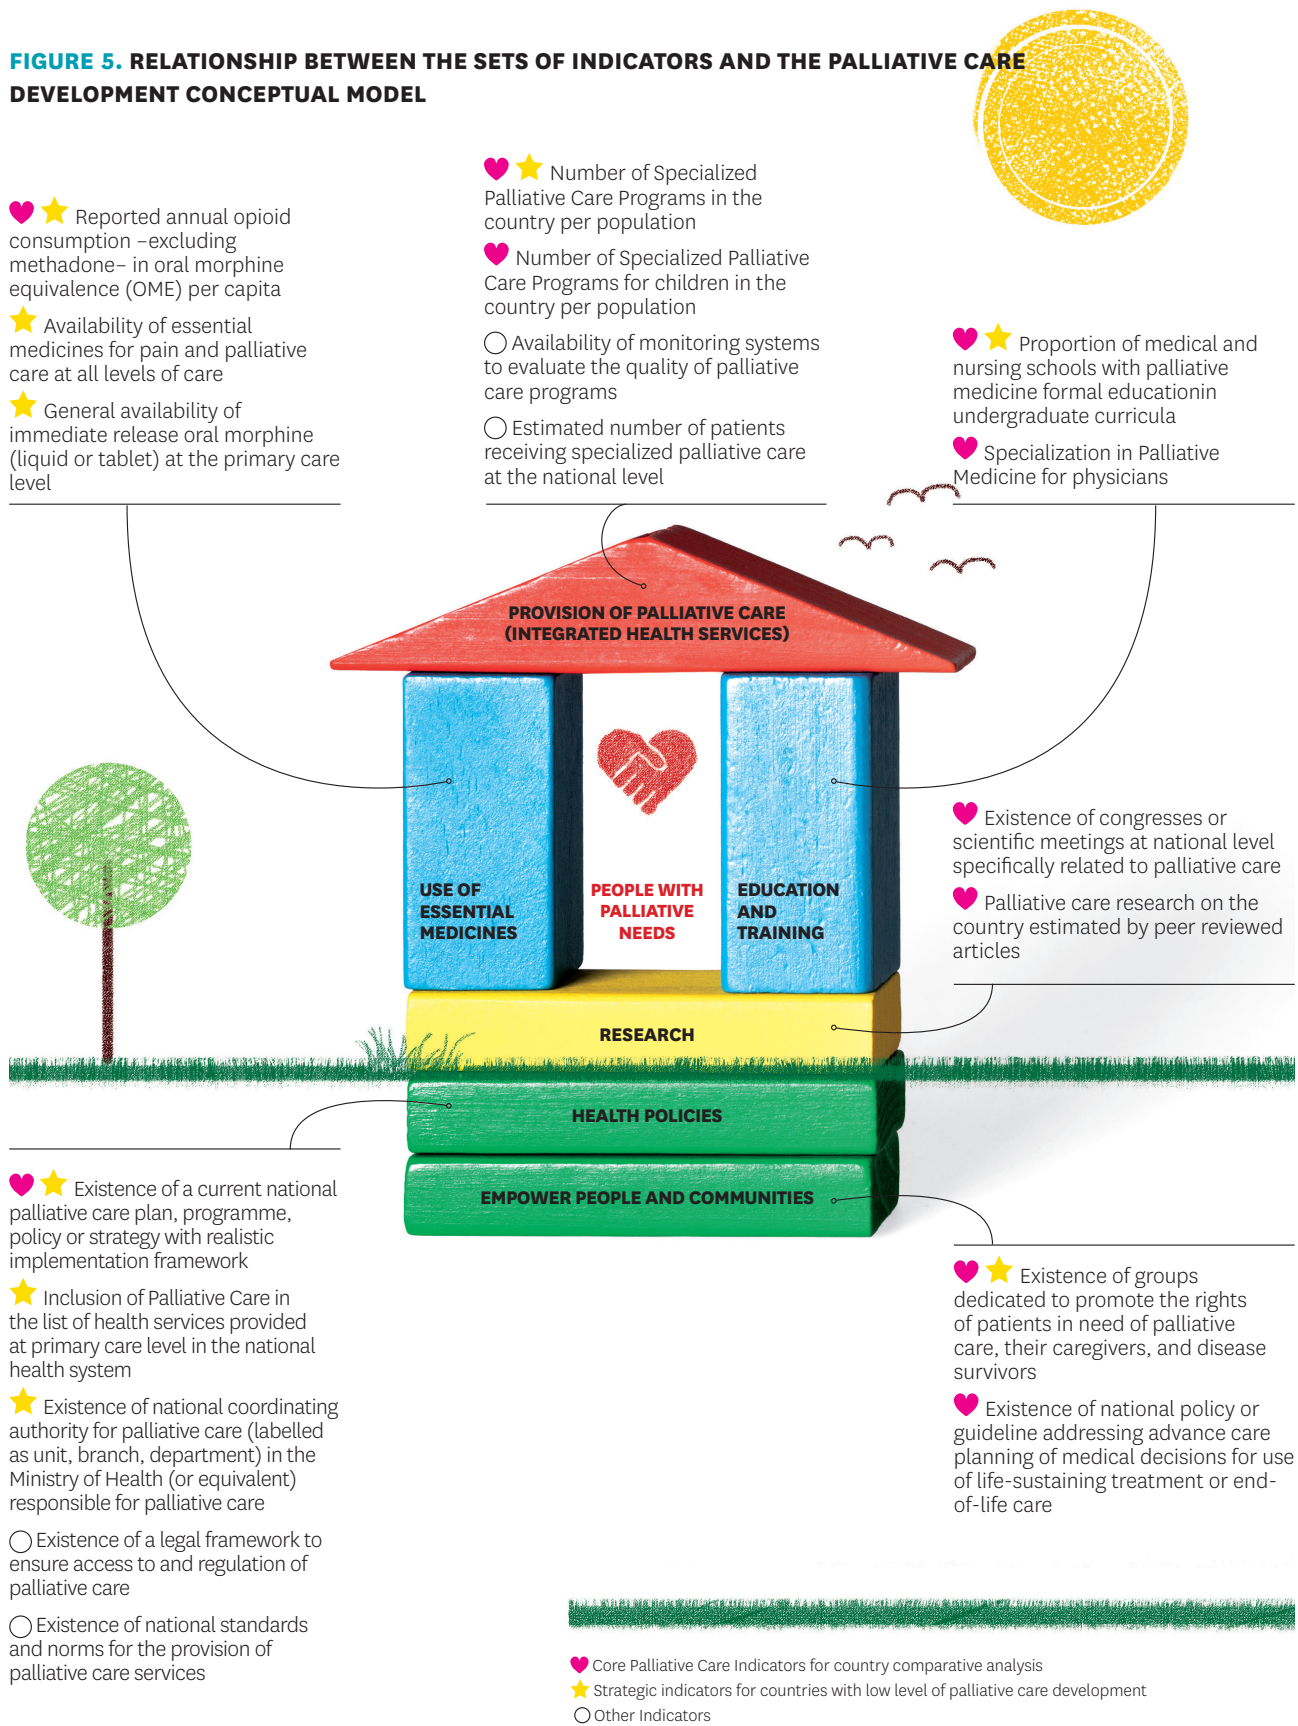 FIGURE 5. RELATIONSHIP BETWEEN THE SETS OF INDICATORS AND THE PALLIATIVE CARE
DEVELOPMENT CONCEPTUAL MODEL
Reported annual opioid
consumption –excluding
methadone– in oral morphine
equivalence (OME) per capita
Availability of essential
medicines for pain and palliative
care at all levels of care
General availability of
immediate release oral morphine
(liquid or tablet) at the primary care
level
Number of Specialized
Palliative Care Programs in the
country per population
Number of Specialized Palliative
Care Programs for children in the
country per population
Availability of monitoring systems
to evaluate the quality of palliative
care programs
Estimated number of patients
receiving specialized palliative care
at the national level
Proportion of medical and
nursing schools with palliative
medicine formal educationin
undergraduate curricula
Specialization in Palliative
Medicine for physicians
PROVISION OF PALLIATIVE CARE
(INTEGRATED HEALTH SERVICES)
USE OF
ESSENTIAL
MEDICINES
PEOPLE WITH
PALLIATIVE
NEEDS
EDUCATION
AND
TRAINING
Existence of congresses or
scientific meetings at national level
specifically related to palliative care
Palliative care research on the
country estimated by peer reviewed
articles
RESEARCH
HEALTH POLICIES
EMPOWER PEOPLE AND COMMUNITIES
Existence of a current national
palliative care plan, programme,
policy or strategy with realistic
implementation framework
Inclusion of Palliative Care in
the list of health services provided
at primary care level in the national
health system
Existence of national coordinating
authority for palliative care (labelled
as unit, branch, department) in the
Ministry of Health (or equivalent)
responsible for palliative care
Existence of a legal framework to
ensure access to and regulation of
palliative care
Existence of national standards
and norms for the provision of
palliative care services
Existence of groups
dedicated to promote the rights
of patients in need of palliative
care, their caregivers, and disease
survivors
Existence of national policy or
guideline addressing advance care
planning of medical decisions for use
of life-sustaining treatment or end-
of-life care
Core Palliative Care Indicators for country comparative analysis
Strategic indicators for countries with low level of palliative care development
Other Indicators